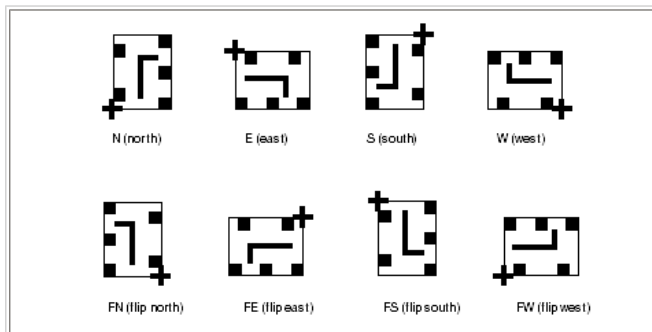 N (north)
E (east)
S (south)
W (west)
FN (flip north)
FE (flip east)
FS (flip south)
FW (flip west)